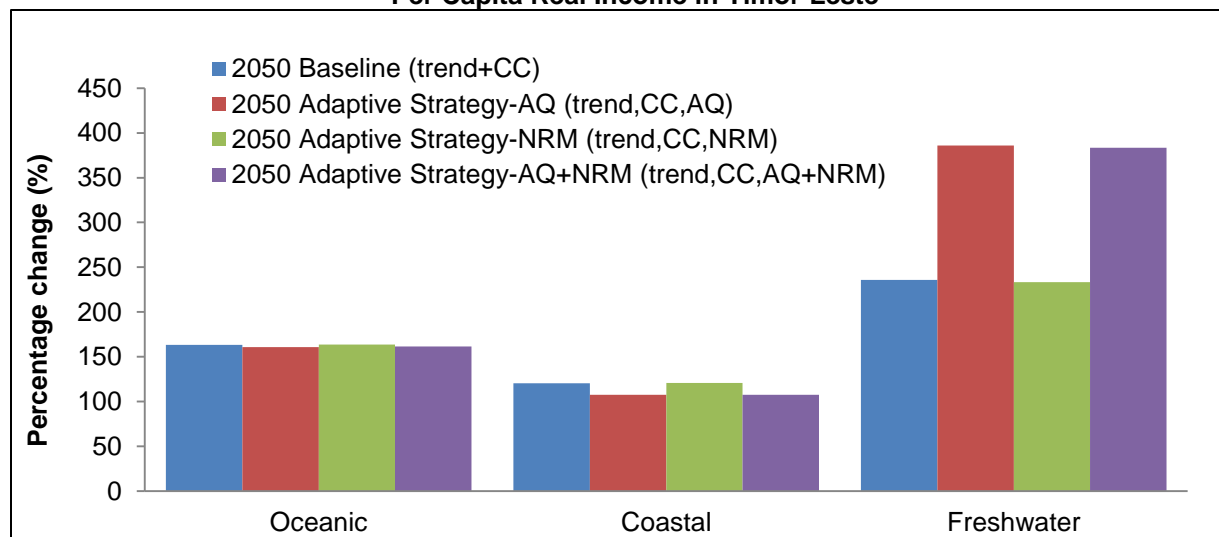 Per Capita Real Income in Timor-Leste
2050 Baseline (trend+CC)
2050 Adaptive Strategy-AQ (trend,CC,AQ)
2050 Adaptive Strategy-NRM (trend,CC,NRM)
2050 Adaptive Strategy-AQ+NRM (trend,CC,AQ+NRM)
Percentage change (%)
450
400
350
300
250
200
150
100
50
0
Oceanic
Coastal
Freshwater